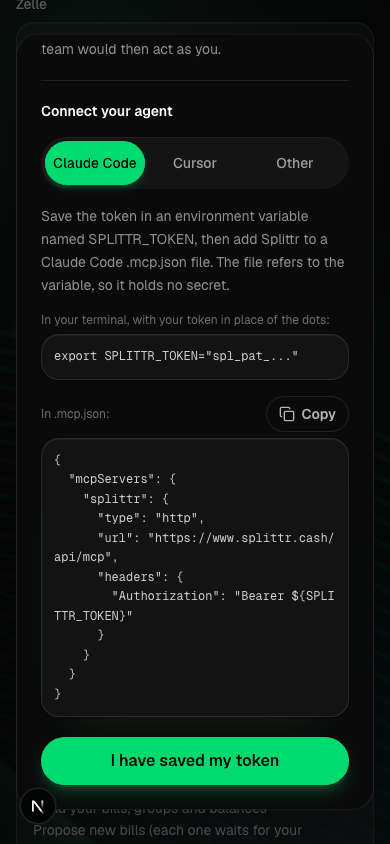 Zelle
team would then act as you.
Connect your agent
Claude Code
Cursor
Other
Save the token in an environment variable
named SPLITTR_TOKEN, then add Splittr to a
Claude Code .mcp.json file. The file refers to the
variable, so it holds no secret.
In your terminal, with your token in place of the dots:
export SPLITTR_TOKEN="spl_pat_..."
In .mcp.json:
Copy
{
  "mcpServers": {
    "splittr": {
      "type": "http",
      "url": "https://www.splittr.cash/
api/mcp",
      "headers": {
        "Authorization": "Bearer ${SPLI
TTR_TOKEN}"
      }
    }
  }
}
I have saved my token
N
your bills, groups and balances
Propose new bills (each one waits for your